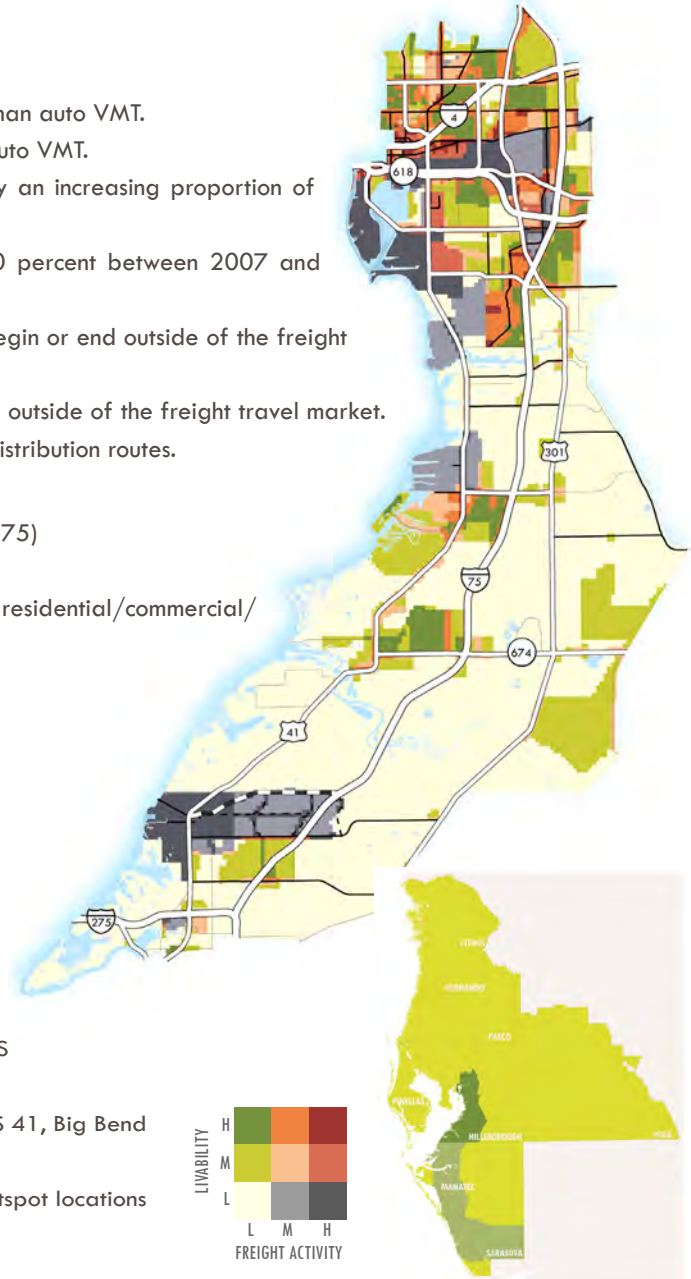 han auto VMT.
uto VMT.
y an increasing proportion of
0 percent between 2007 and
egin or end outside of the freight
outside of the freight travel market.
distribution routes.
75)
residential/commercial/
4
618
301
75
674
41
275
CITRUS
HERNANDO
PASCO
PINELLAS
HILLSBOROUGH
POLK
MANATEE
SARASOTA
S
S 41, Big Bend
tspot locations
LIVABILITY
H
M
L
L M H
FREIGHT ACTIVITY